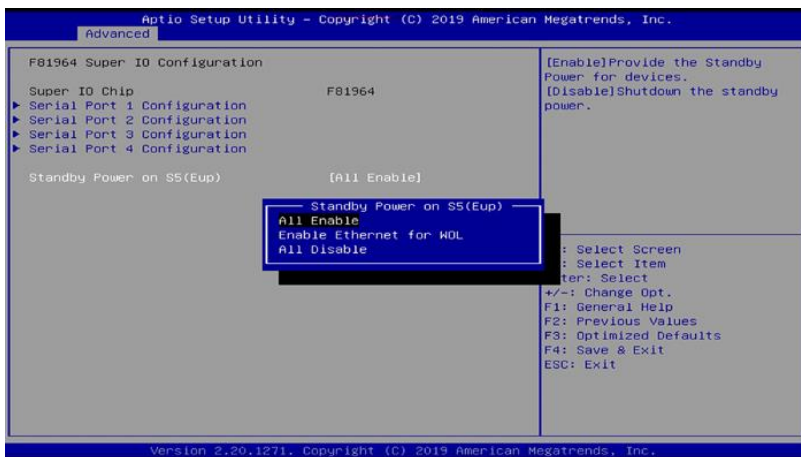 Aptio Setup Utility – Copyright (C) 2019 American Megatrends, Inc.
Advanced
F81964 Super IO Configuration
Super IO Chip F81964
Serial Port 1 Configuration
Serial Port 2 Configuration
Serial Port 3 Configuration
Serial Port 4 Configuration
Standby Power on S5(Eup) [All Enable]
Standby Power on S5(Eup)
All Enable
Enable Ethernet for WOL
All Disable
[Enable]Provide the Standby
Power for devices.
[Disable]Shutdown the standby
power.
: Select Screen
: Select Item
ter: Select
+/-: Change Opt.
F1: General Help
F2: Previous Values
F3: Optimized Defaults
F4: Save & Exit
ESC: Exit
Version 2.20.1271. Copyright (C) 2019 American Megatrends, Inc.